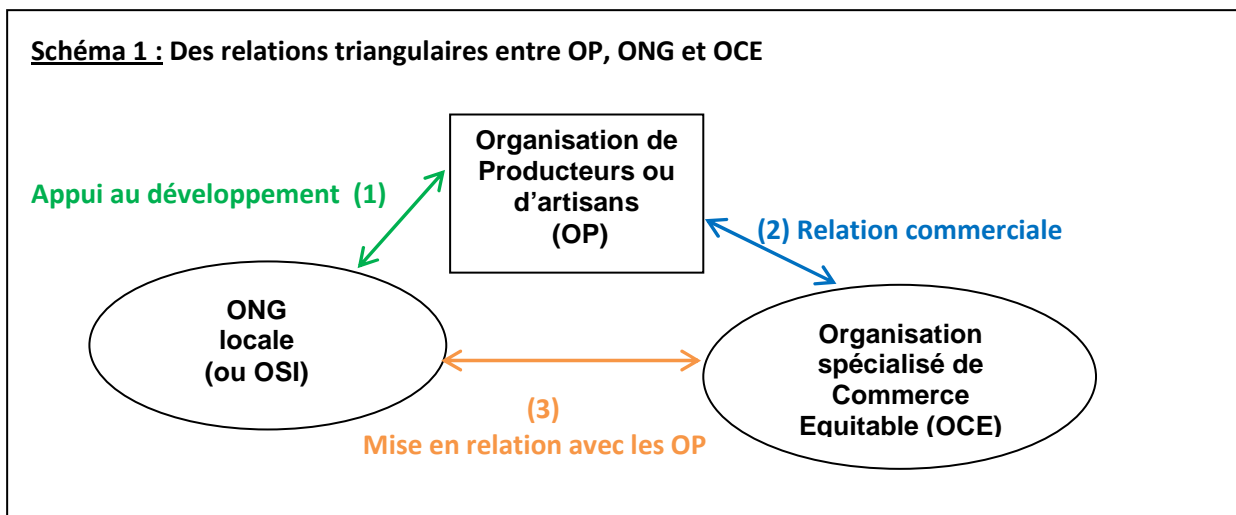 Schéma 1 : Des relations triangulaires entre OP, ONG et OCE
Organisation de
Producteurs ou
d'artisans
(OP)
Appui au développement (1)
(2) Relation commerciale
ONG
locale
(ou OSI)
Organisation
spécialisé de
Commerce
Equitable (OCE)
(3)
Mise en relation avec les OP